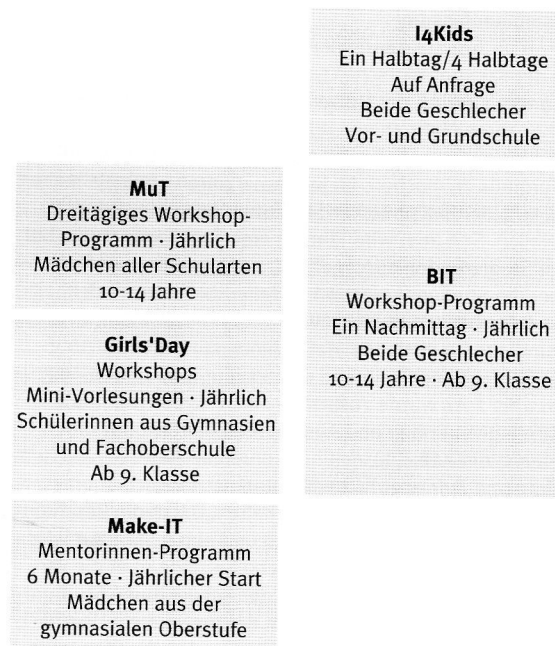 I4Kids
Ein Halbtag/4 Halbtage
Auf Anfrage
Beide Geschlecher
Vor- und Grundschule
MuT
Dreitägiges Workshop-
Programm · Jährlich
Mädchen aller Schularten
10-14 Jahre
Girls'Day
Workshops
Mini-Vorlesungen · Jährlich
Schülerinnen aus Gymnasien
und Fachoberschule
Ab 9. Klasse
Make-IT
Mentorinnen-Programm
6 Monate · Jährlicher Start
Mädchen aus der
gymnasialen Oberstufe
BIT
Workshop-Programm
Ein Nachmittag · Jährlich
Beide Geschlecher
10-14 Jahre · Ab 9. Klasse